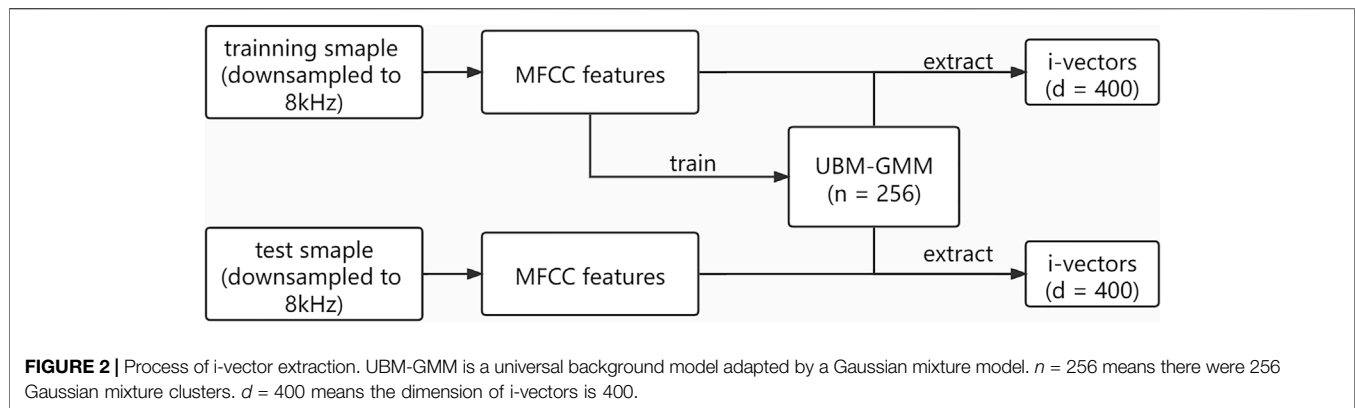 trainning smaple
(downsampled to
8kHz)
MFCC features
extract
i-vectors
(d = 400)
train
UBM-GMM
(n = 256)
test smaple
(downsampled to
8kHz)
MFCC features
extract
i-vectors
(d = 400)
FIGURE 2 | Process of i-vector extraction. UBM-GMM is a universal background model adapted by a Gaussian mixture model. n = 256 means there were 256
Gaussian mixture clusters. d = 400 means the dimension of i-vectors is 400.